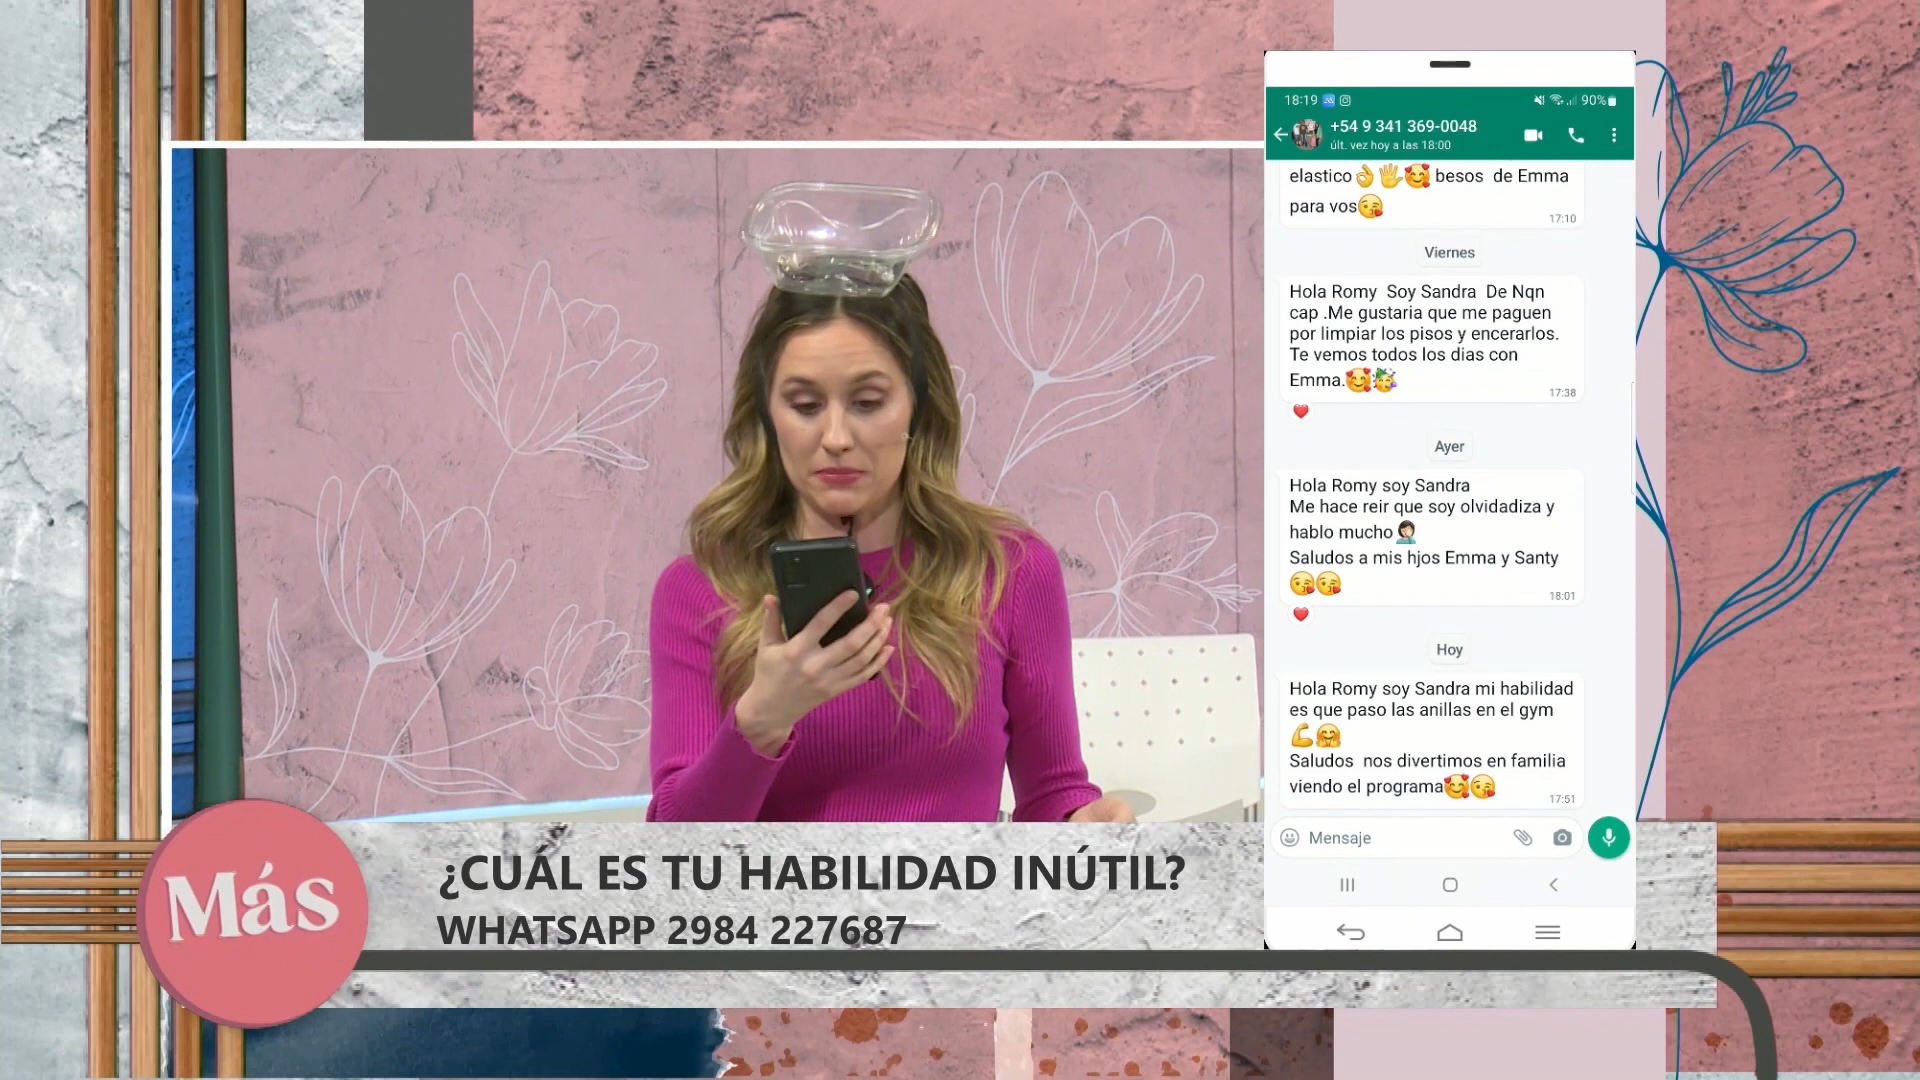 18:19
90%
+54 9 341 369-0048
últ. vez hoy a las 18:00
elastico👌🖐🥰 besos de Emma
para vos😘
17:10
Viernes
Hola Romy Soy Sandra De Nqn
cap .Me gustaria que me paguen
por limpiar los pisos y encerarlos.
Te vemos todos los dias con
Emma.🥰🥳
17:38
❤️
Ayer
Hola Romy soy Sandra
Me hace reir que soy olvidadiza y
hablo mucho🤦🏻‍♀️
Saludos a mis hjos Emma y Santy
😘😘
18:01
❤️
Hoy
Hola Romy soy Sandra mi habilidad
es que paso las anillas en el gym
💪🤗
Saludos nos divertimos en familia
viendo el programa🥰😘
17:51
Mensaje
Más
¿CUÁL ES TU HABILIDAD INÚTIL?
WHATSAPP 2984 227687